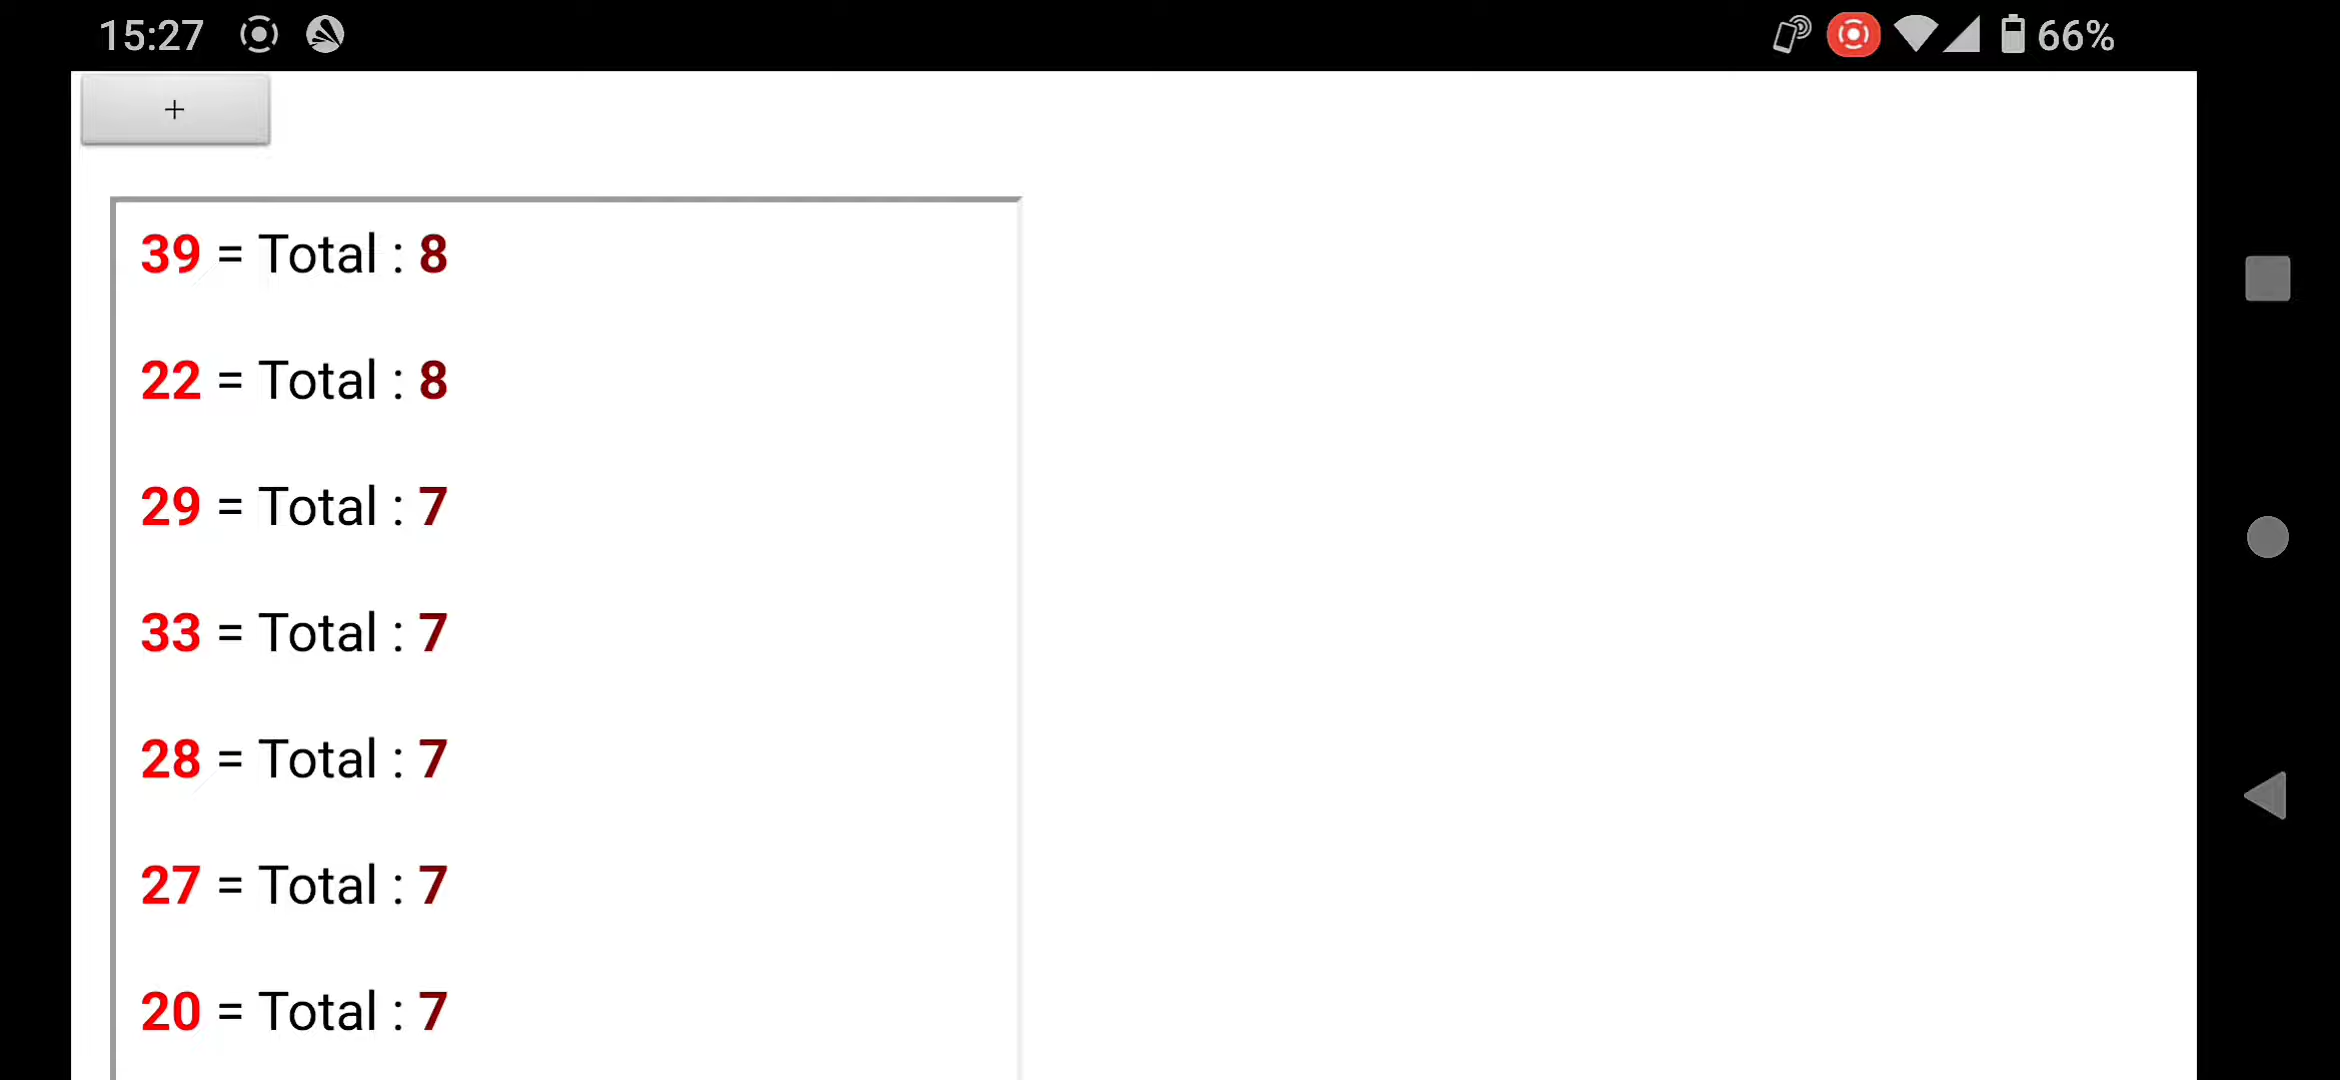 15:27 66%
+
39 = Total : 8
22 = Total : 8
29 = Total : 7
33 = Total : 7
28 = Total : 7
27 = Total : 7
20 = Total : 7